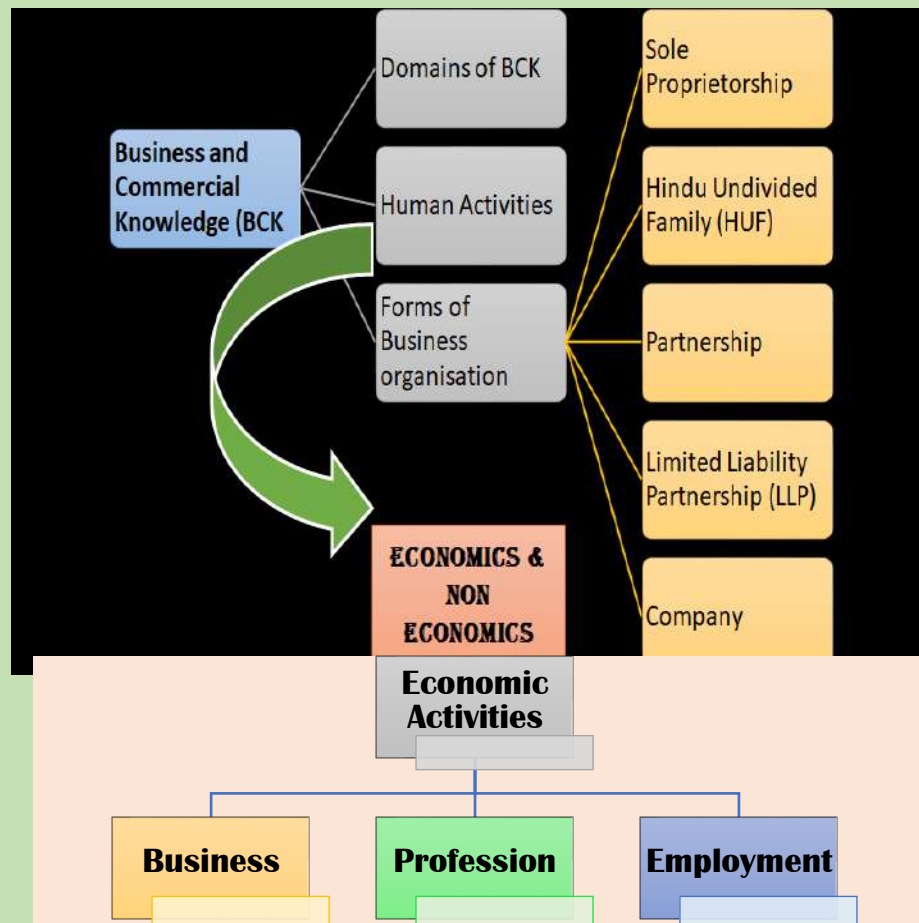 Business and
Commercial
Knowledge (BCK
Domains of BCK
Human Activities
Forms of
Business
organisation
Sole
Proprietorship
Hindu Undivided
Family (HUF)
Partnership
Limited Liability
Partnership (LLP)
Company
ECONOMICS &
NON
ECONOMICS
Economic
Activities
Business
Profession
Employment